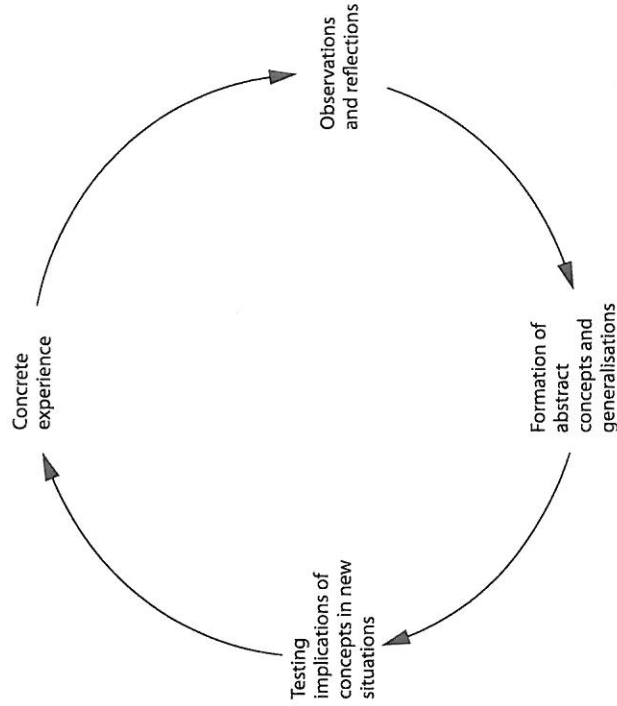 Concrete
experience
Observations
and reflections
Formation of
abstract
concepts and
generalisations
Testing
implications of
concepts in new
situations